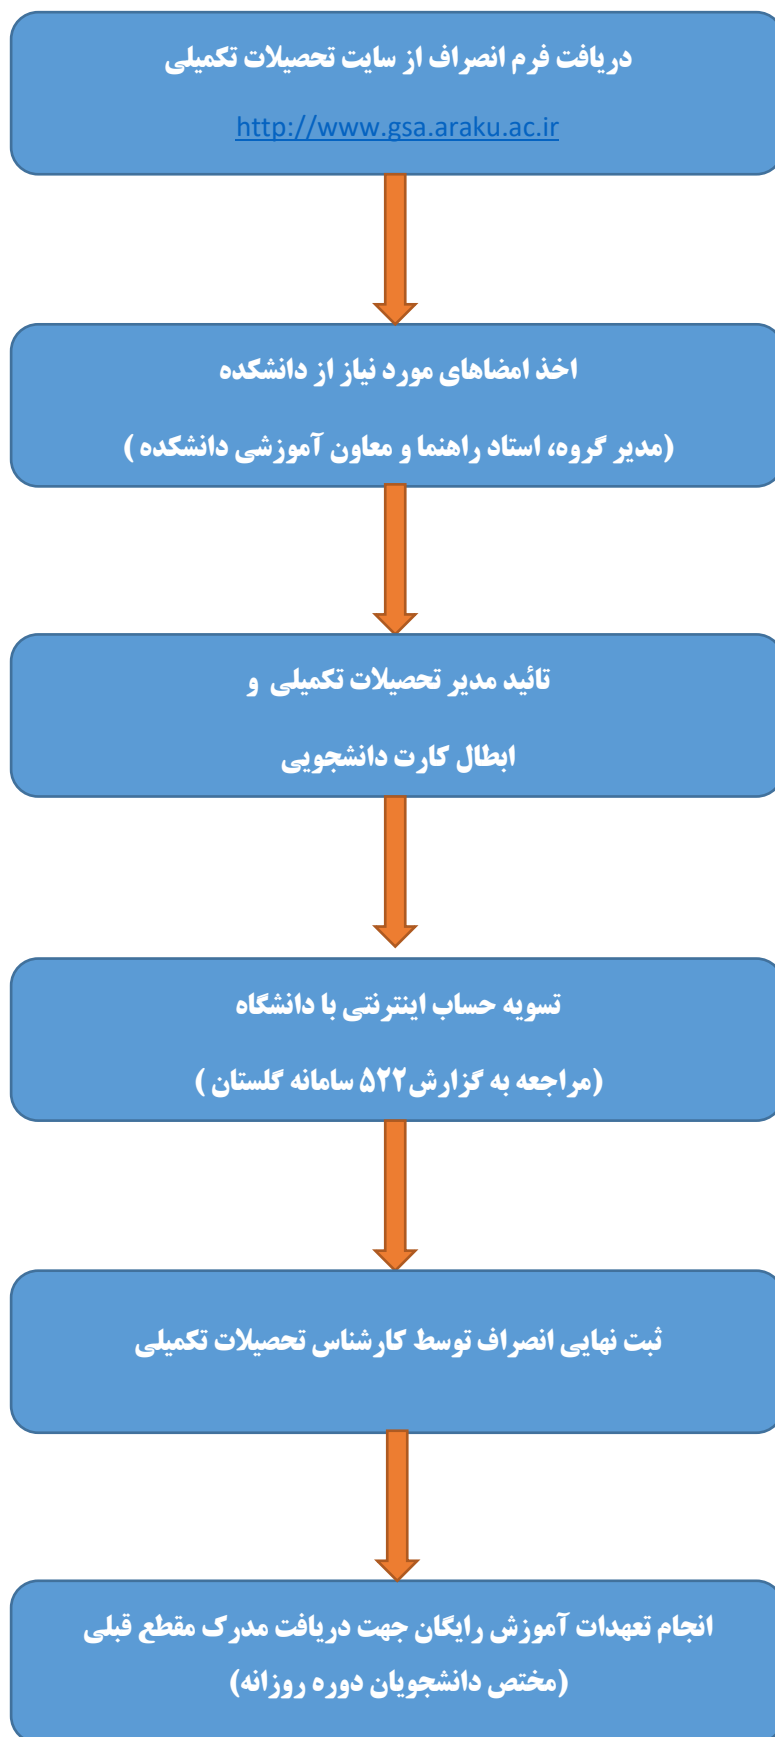 دریافت فرم انصراف از سایت تحصیلات تکمیلی
http://www.gsa.araku.ac.ir
اخذ امضاهای مورد نیاز از دانشکده
(مدیر گروه، استاد راهنما و معاون آموزشی دانشکده )
تائید مدیر تحصیلات تکمیلی و
ابطال کارت دانشجویی
تسویه حساب اینترنتی با دانشگاه
(مراجعه به گزارش۵۲۲ سامانه گلستان )
ثبت نهایی انصراف توسط کارشناس تحصیلات تکمیلی
انجام تعهدات آموزش رایگان جهت دریافت مدرک مقطع قبلی
(مختص دانشجویان دوره روزانه)